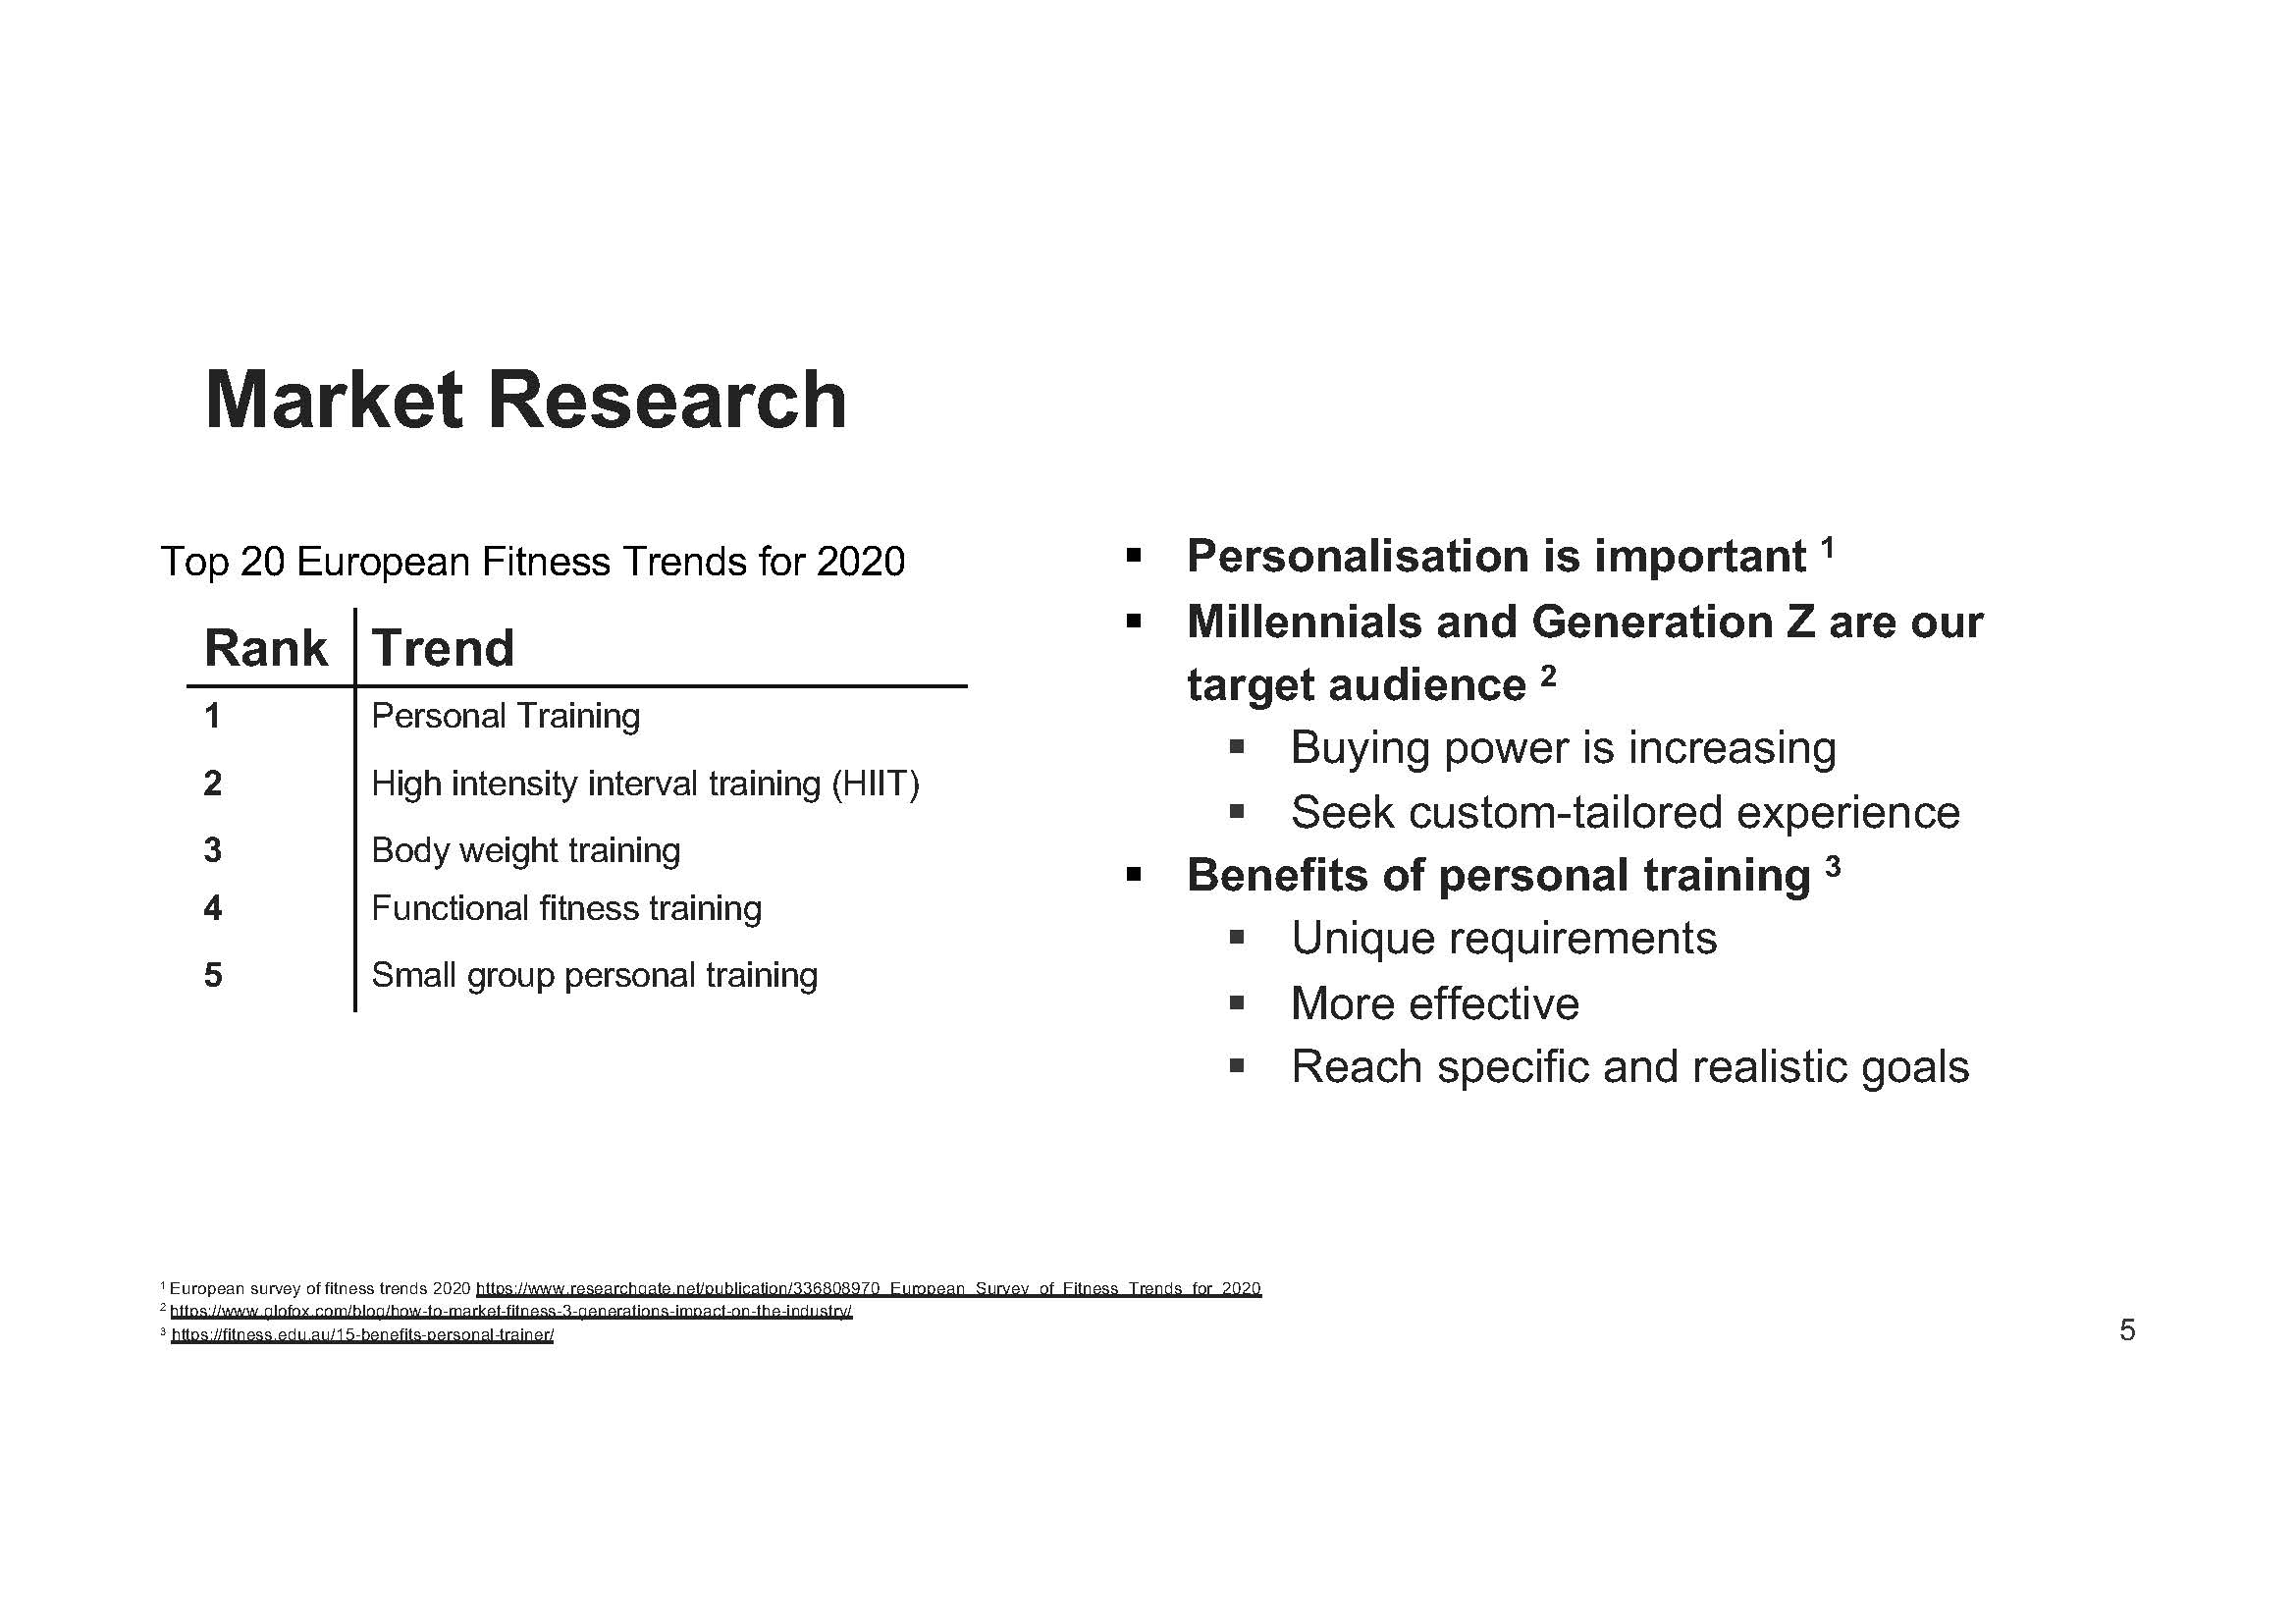 Market Research
Top 20 European Fitness Trends for 2020
Rank Trend
1 Personal Training
2 High intensity interval training (HIIT)
3 Body weight training
4 Functional fitness training
5 Small group personal training
▪ Personalisation is important ¹
▪ Millennials and Generation Z are our
target audience ²
▪ Buying power is increasing
▪ Seek custom-tailored experience
▪ Benefits of personal training ³
▪ Unique requirements
▪ More effective
▪ Reach specific and realistic goals
¹ European survey of fitness trends 2020 https://www.researchgate.net/publication/336808970_European_Survey_of_Fitness_Trends_for_2020
² https://www.glofox.com/blog/how-to-market-fitness-3-generations-impact-on-the-industry/
³ https://fitness.edu.au/15-benefits-personal-trainer/
5